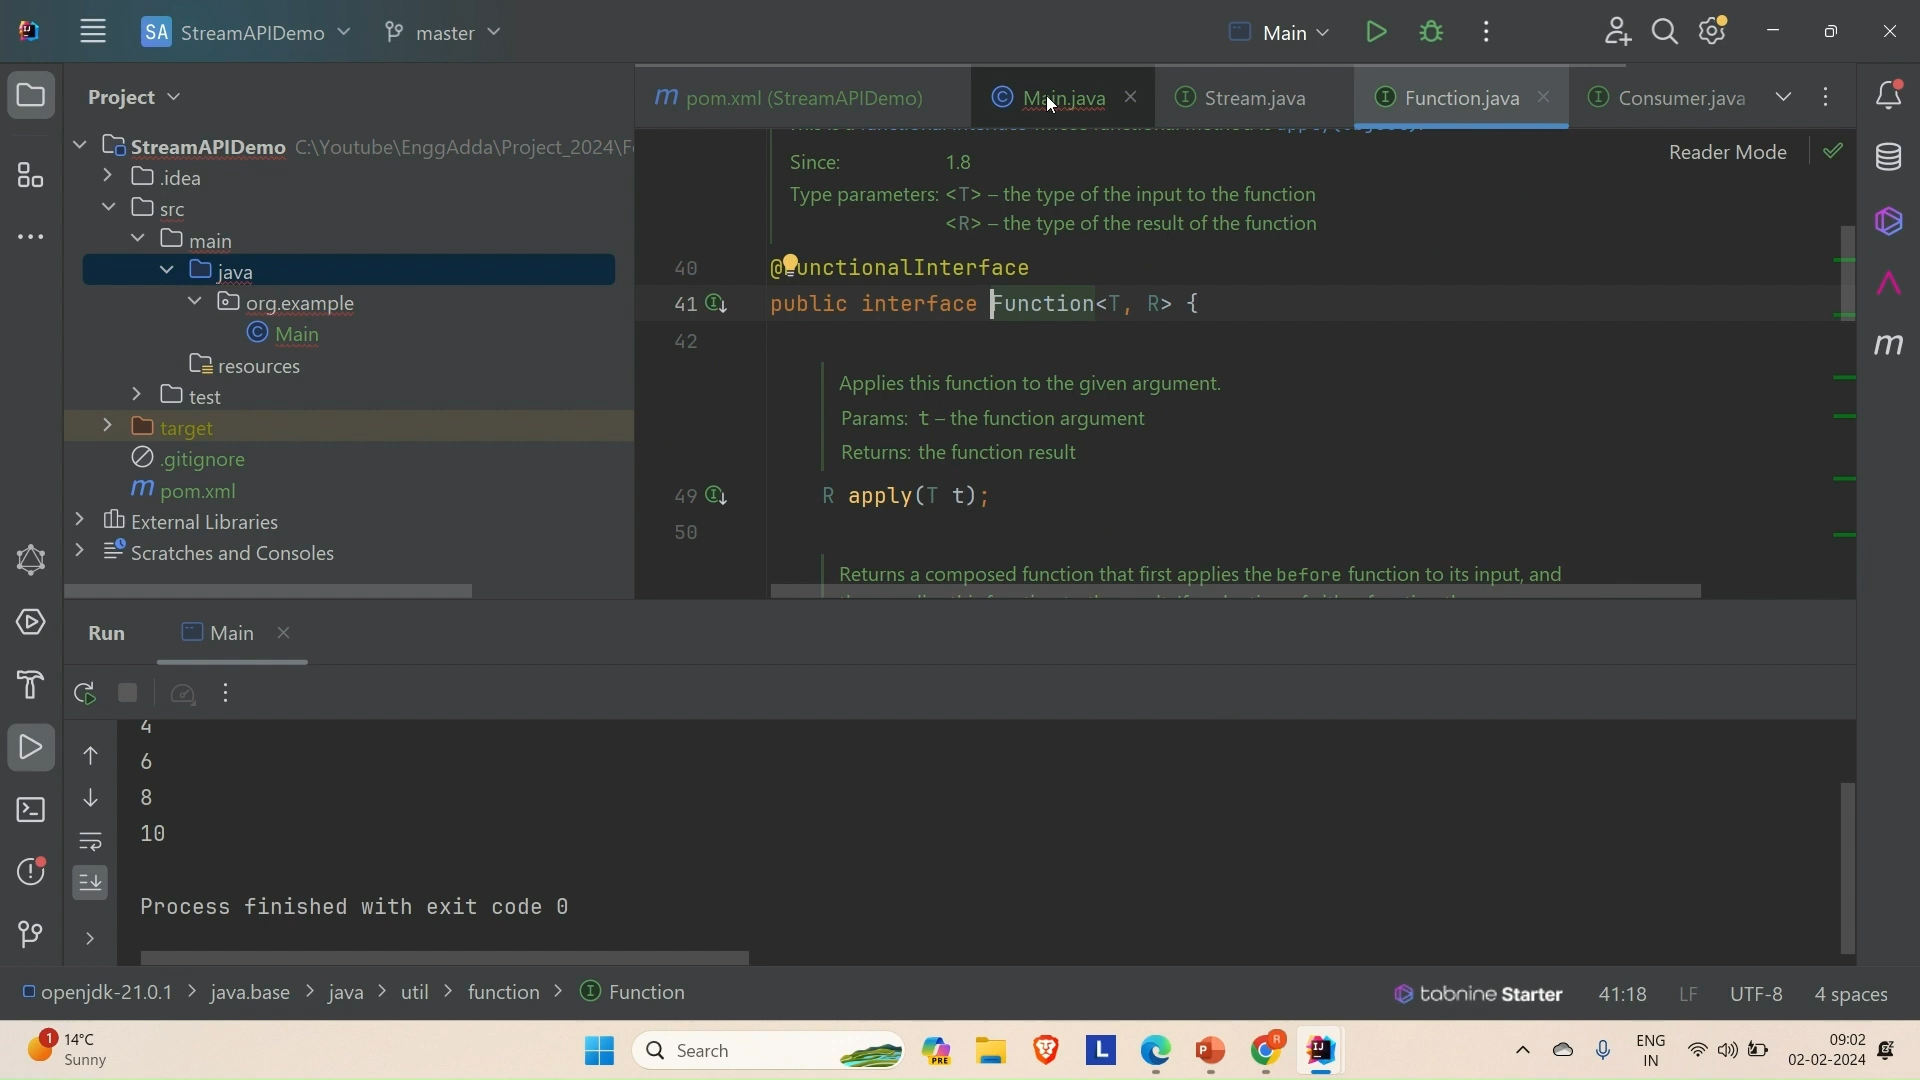 SA StreamAPIDemo master Main
Project
pom.xml (StreamAPIDemo) Main.java Stream.java Function.java Consumer.java
StreamAPIDemo C:\Youtube\EnggAdda\Project_2024\F
.idea
src
main
java
org.example
Main
resources
test
target
.gitignore
pom.xml
External Libraries
Scratches and Consoles
Reader Mode
Since: 1.8
Type parameters: <T> – the type of the input to the function
<R> – the type of the result of the function
40 @FunctionalInterface
41 public interface Function<T, R> {
42
Applies this function to the given argument.
Params: t – the function argument
Returns: the function result
49 R apply(T t);
50
Returns a composed function that first applies the before function to its input, and
Run Main
4
6
8
10
Process finished with exit code 0
openjdk-21.0.1 > java.base > java > util > function > Function
tabnine Starter 41:18 LF UTF-8 4 spaces
1 14°C
Sunny
Search
PRE
L
P
R
ENG
IN
09:02
02-02-2024